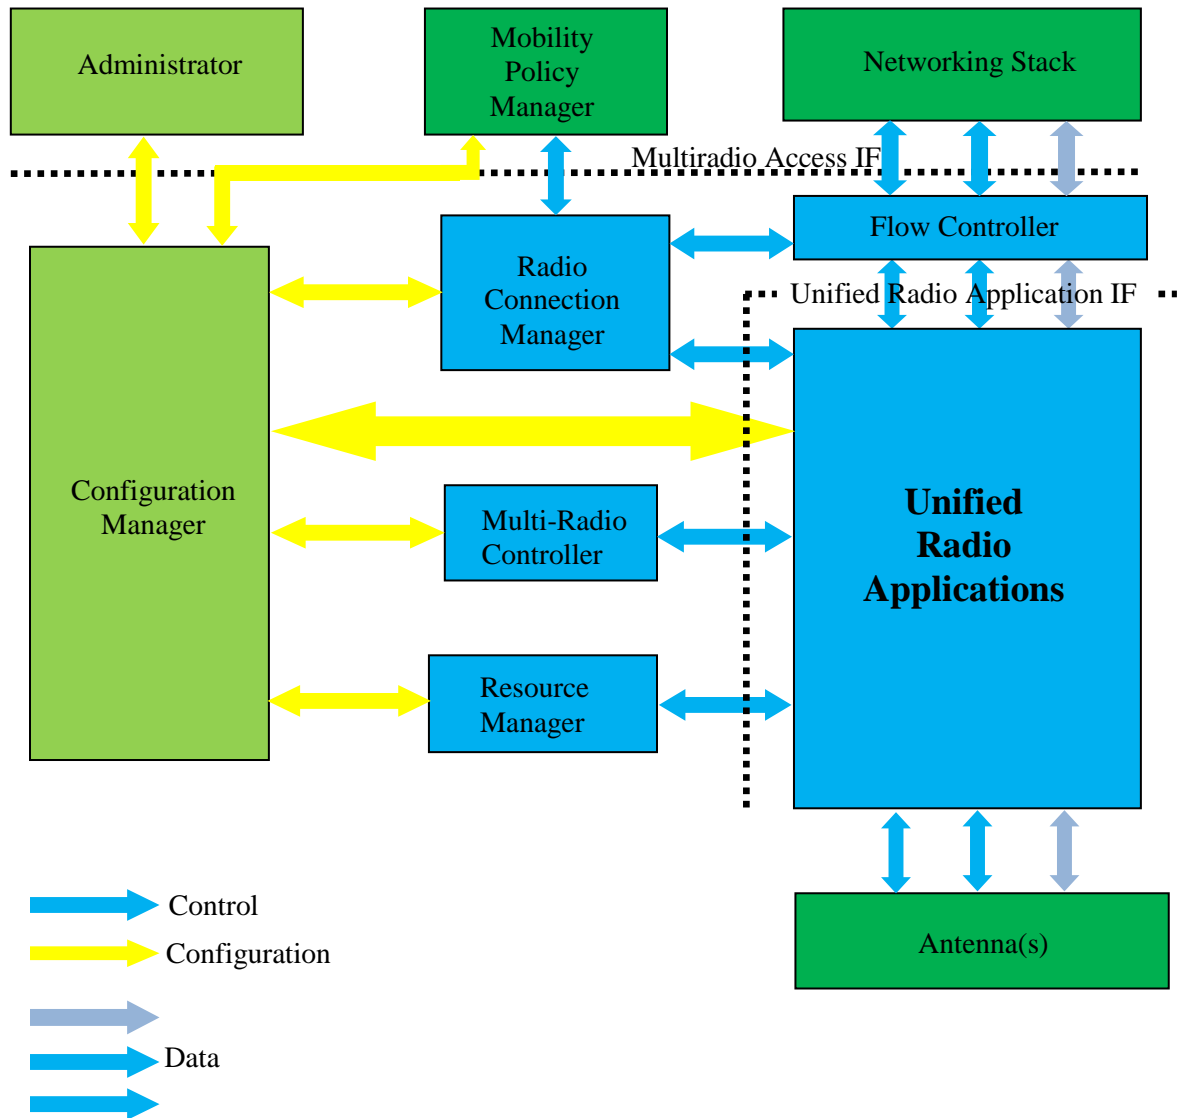 Administrator
Mobility
Policy
Manager
Networking Stack
Multiradio Access IF
Radio
Connection
Manager
Flow Controller
Unified Radio Application IF
Configuration
Manager
Multi-Radio
Controller
Unified
Radio
Applications
Resource
Manager
Control
Configuration
Data
Antenna(s)